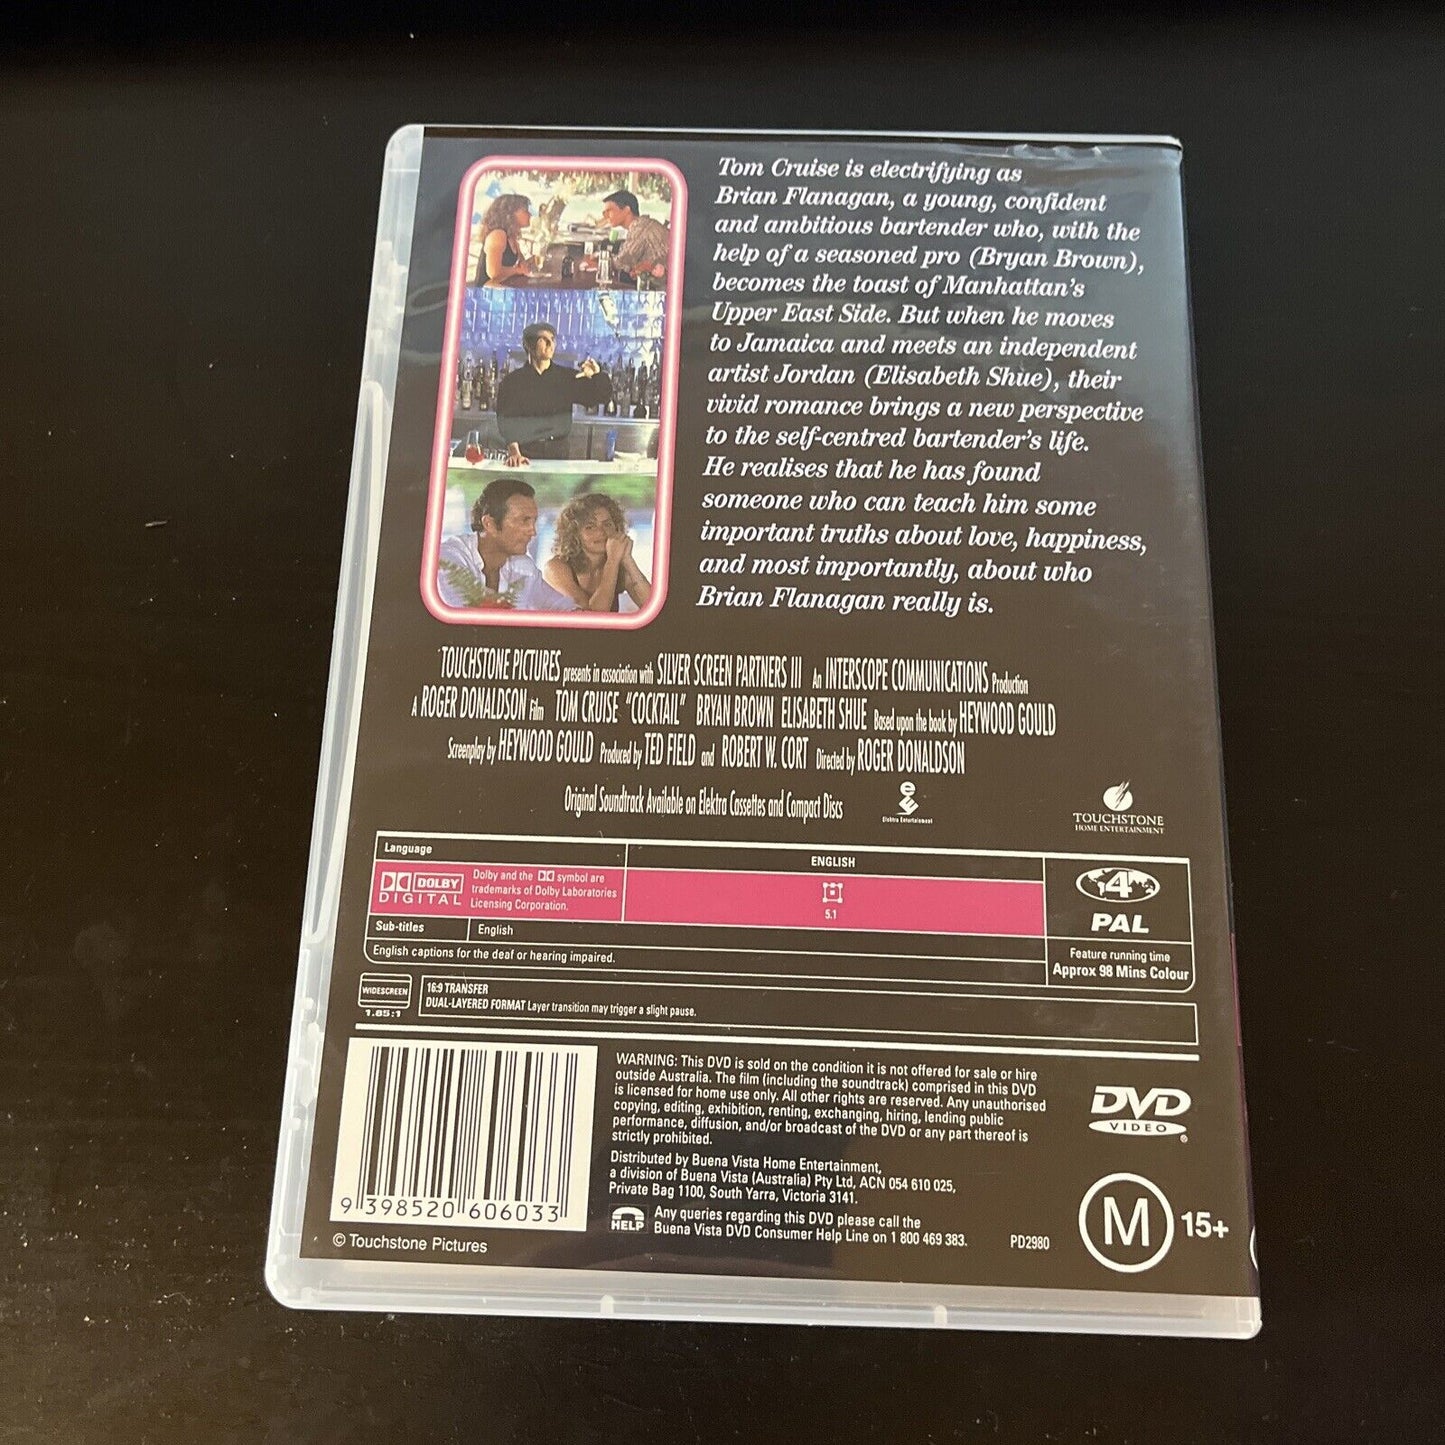 Tom Cruise is electrifying as
Brian Flanagan, a young, confident
and ambitious bartender who, with the
help of a seasoned pro (Bryan Brown),
becomes the toast of Manhattan's
Upper East Side. But when he moves
to Jamaica and meets an independent
artist Jordan (Elisabeth Shue), their
vivid romance brings a new perspective
to the self-centred bartender's life.
He realises that he has found
someone who can teach him some
important truths about love, happiness,
and most importantly, about who
Brian Flanagan really is.
TOUCHSTONE PICTURES presents in association with SILVER SCREEN PARTNERS III An INTERSCOPE COMMUNICATIONS Production
A ROGER DONALDSON Film TOM CRUISE "COCKTAIL" BRYAN BROWN ELISABETH SHUE Based upon the book by HEYWOOD GOULD
Screenplay by HEYWOOD GOULD Produced by TED FIELD and ROBERT W. CORT Directed by ROGER DONALDSON
Original Soundtrack Available on Elektra Cassettes and Compact Discs
Elektra Entertainment
TOUCHSTONE
HOME ENTERTAINMENT
Language
ENGLISH
DOLBY
DIGITAL
Dolby and the symbol are
trademarks of Dolby Laboratories
Licensing Corporation.
5.1
4
PAL
Sub-titles
English
English captions for the deaf or hearing impaired.
Feature running time
Approx 98 Mins Colour
WIDESCREEN
1.85:1
16:9 TRANSFER
DUAL-LAYERED FORMAT Layer transition may trigger a slight pause.
WARNING: This DVD is sold on the condition it is not offered for sale or hire
outside Australia. The film (including the soundtrack) comprised in this DVD
is licensed for home use only. All other rights are reserved. Any unauthorised
copying, editing, exhibition, renting, exchanging, hiring, lending public
performance, diffusion, and/or broadcast of the DVD or any part thereof is
strictly prohibited.
Distributed by Buena Vista Home Entertainment,
a division of Buena Vista (Australia) Pty Ltd, ACN 054 610 025,
Private Bag 1100, South Yarra, Victoria 3141.
HELP
Any queries regarding this DVD please call the
Buena Vista DVD Consumer Help Line on 1 800 469 383.
PD2980
DVD
VIDEO
M 15+
9 398520 606033
© Touchstone Pictures